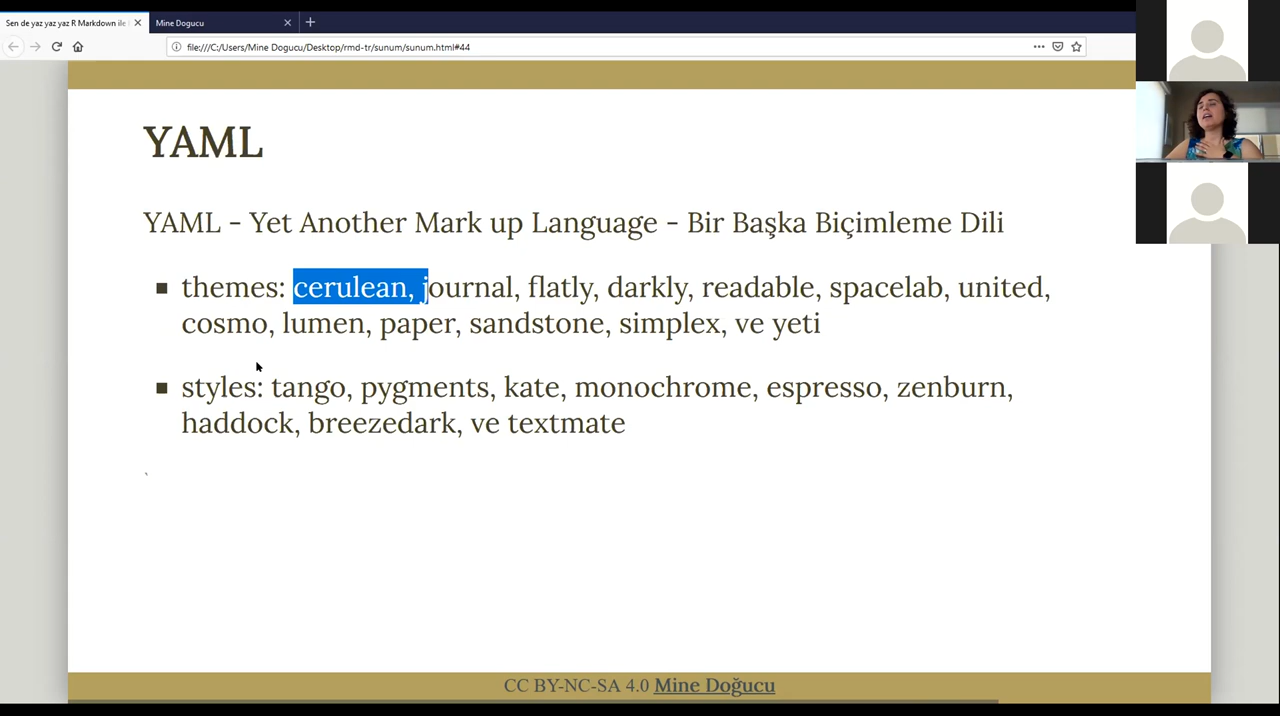 Sen de yaz yaz yaz R Markdown ile
Mine Dogucu
file:///C:/Users/Mine Dogucu/Desktop/rmd-tr/sunum/sunum.html#44
YAML
YAML - Yet Another Mark up Language - Bir Başka Biçimleme Dili
themes: cerulean, journal, flatly, darkly, readable, spacelab, united,
cosmo, lumen, paper, sandstone, simplex, ve yeti
styles: tango, pygments, kate, monochrome, espresso, zenburn,
haddock, breezedark, ve textmate
`
CC BY-NC-SA 4.0 Mine Doğucu